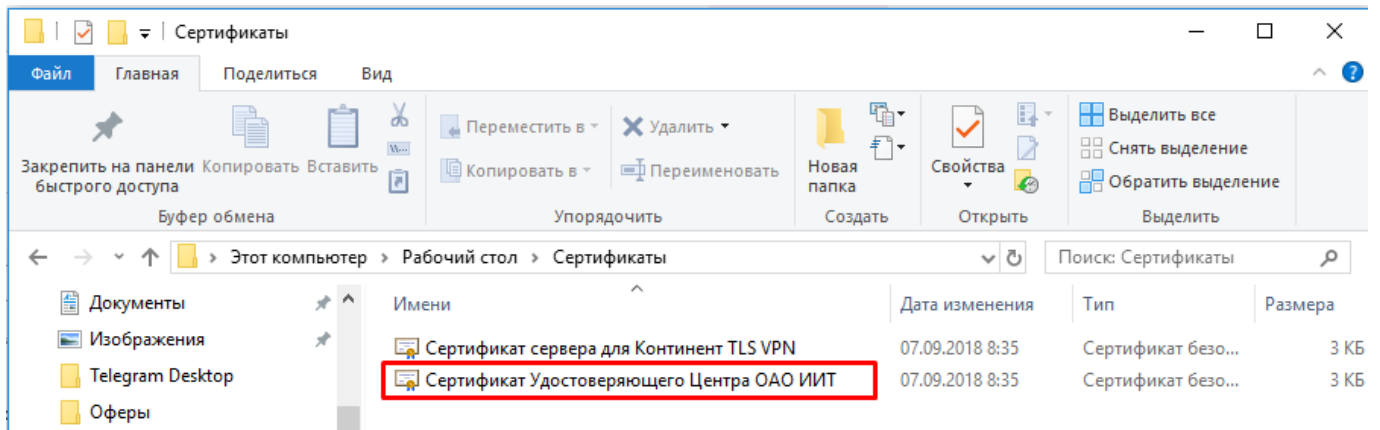 Сертификаты
Файл Главная Поделиться Вид
Закрепить на панели быстрого доступа
Копировать
Вставить
Переместить в
Копировать в
Удалить
Переименовать
Новая папка
Свойства
Выделить все
Снять выделение
Обратить выделение
Буфер обмена Упорядочить Создать Открыть Выделить
Этот компьютер › Рабочий стол › Сертификаты
Поиск: Сертификаты
Документы
Изображения
Telegram Desktop
Оферы
Имени Дата изменения Тип Размера
Сертификат сервера для Континент TLS VPN 07.09.2018 8:35 Сертификат безо... 3 КБ
Сертификат Удостоверяющего Центра ОАО ИИТ 07.09.2018 8:35 Сертификат безо... 3 КБ